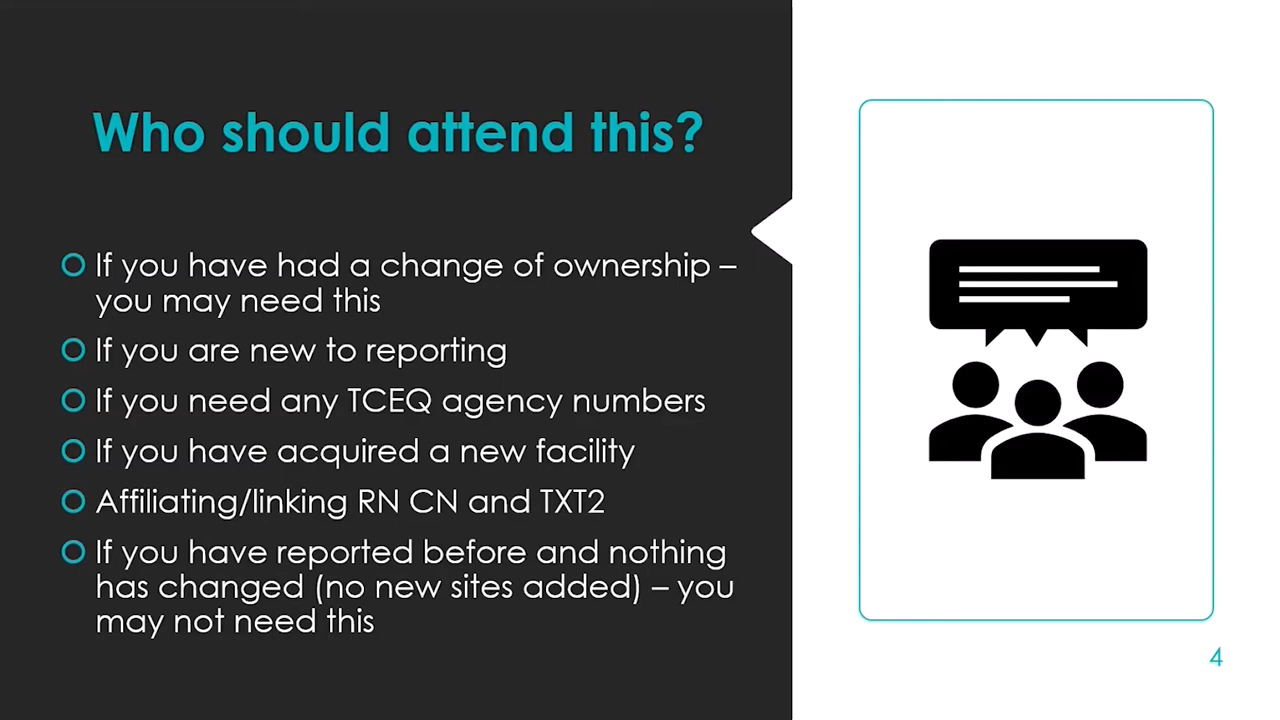 Who should attend this?
If you have had a change of ownership –
you may need this
If you are new to reporting
If you need any TCEQ agency numbers
If you have acquired a new facility
Affiliating/linking RN CN and TXT2
If you have reported before and nothing
has changed (no new sites added) – you
may not need this
4